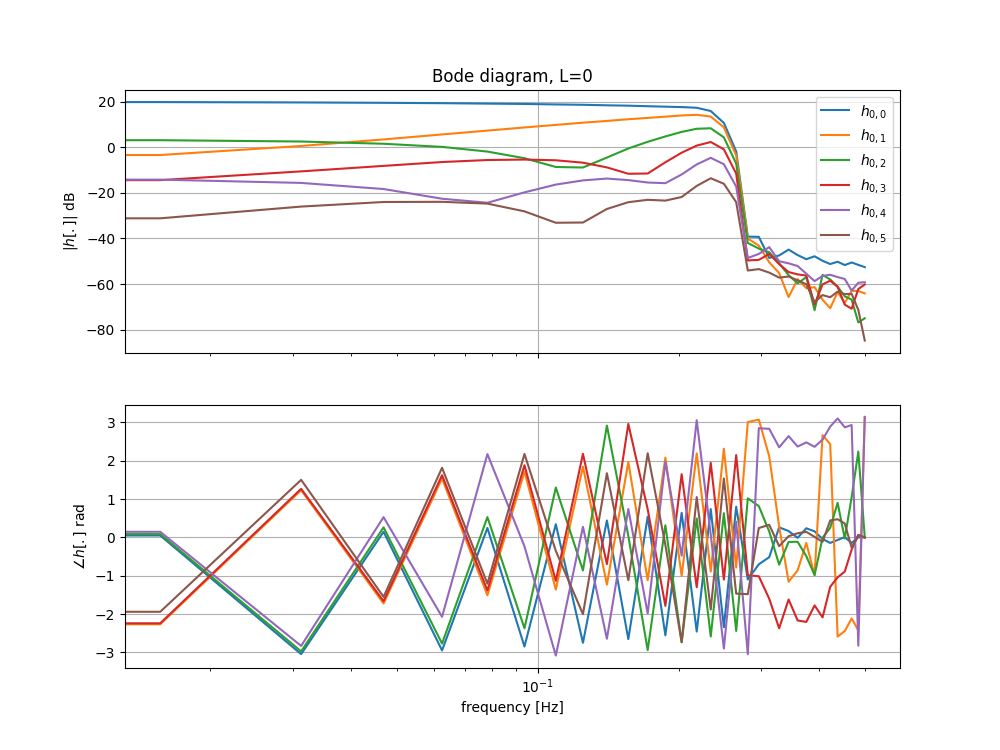 Bode diagram, L=0
|h[.]| dB
20
0
−20
−40
−60
−80
h0,0
h0,1
h0,2
h0,3
h0,4
h0,5
∠h[.] rad
3
2
1
0
−1
−2
−3
10−1
frequency [Hz]